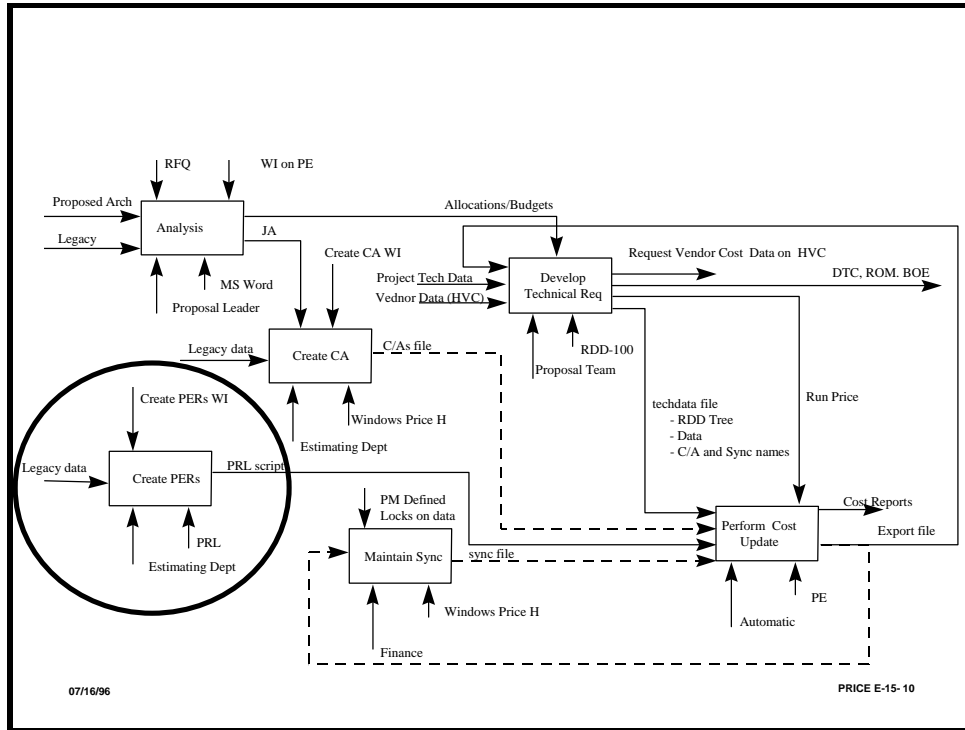 RFQ
WI on PE
Proposed Arch
Analysis
Legacy
JA
MS Word
Proposal Leader
Allocations/Budgets
Create CA WI
Project Tech Data
Vednor Data (HVC)
Develop
Technical Req
Request Vendor Cost Data on HVC
DTC, ROM. BOE
RDD-100
Proposal Team
Legacy data
Create CA
C/As file
Windows Price H
Estimating Dept
techdata file
- RDD Tree
- Data
- C/A and Sync names
Run Price
Create PERs WI
Legacy data
Create PERs
PRL script
PRL
Estimating Dept
PM Defined
Locks on data
Maintain Sync
sync file
Windows Price H
Finance
Perform Cost
Update
Cost Reports
Export file
PE
Automatic
07/16/96
PRICE E-15- 10